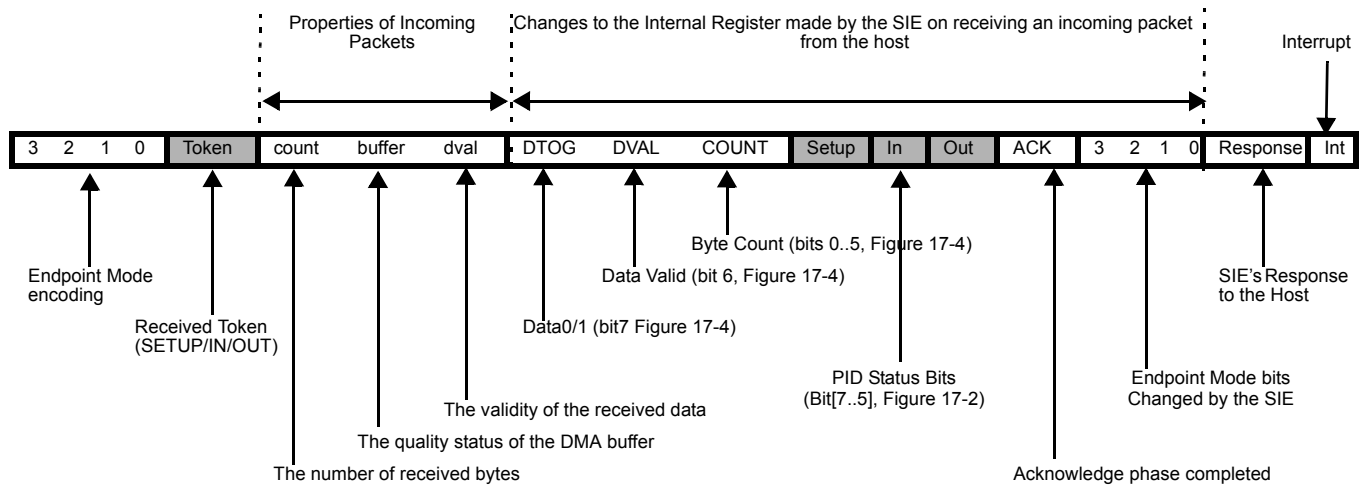 Properties of Incoming
Packets
Changes to the Internal Register made by the SIE on receiving an incoming packet
from the host
Interrupt
3 2 1 0 Token count buffer dval DTOG DVAL COUNT Setup In Out ACK 3 2 1 0 Response Int
Byte Count (bits 0..5, Figure 17-4)
Endpoint Mode
encoding
Data Valid (bit 6, Figure 17-4)
SIE's Response
to the Host
Received Token
(SETUP/IN/OUT)
Data0/1 (bit7 Figure 17-4)
PID Status Bits
(Bit[7..5], Figure 17-2)
Endpoint Mode bits
Changed by the SIE
The validity of the received data
The quality status of the DMA buffer
The number of received bytes
Acknowledge phase completed